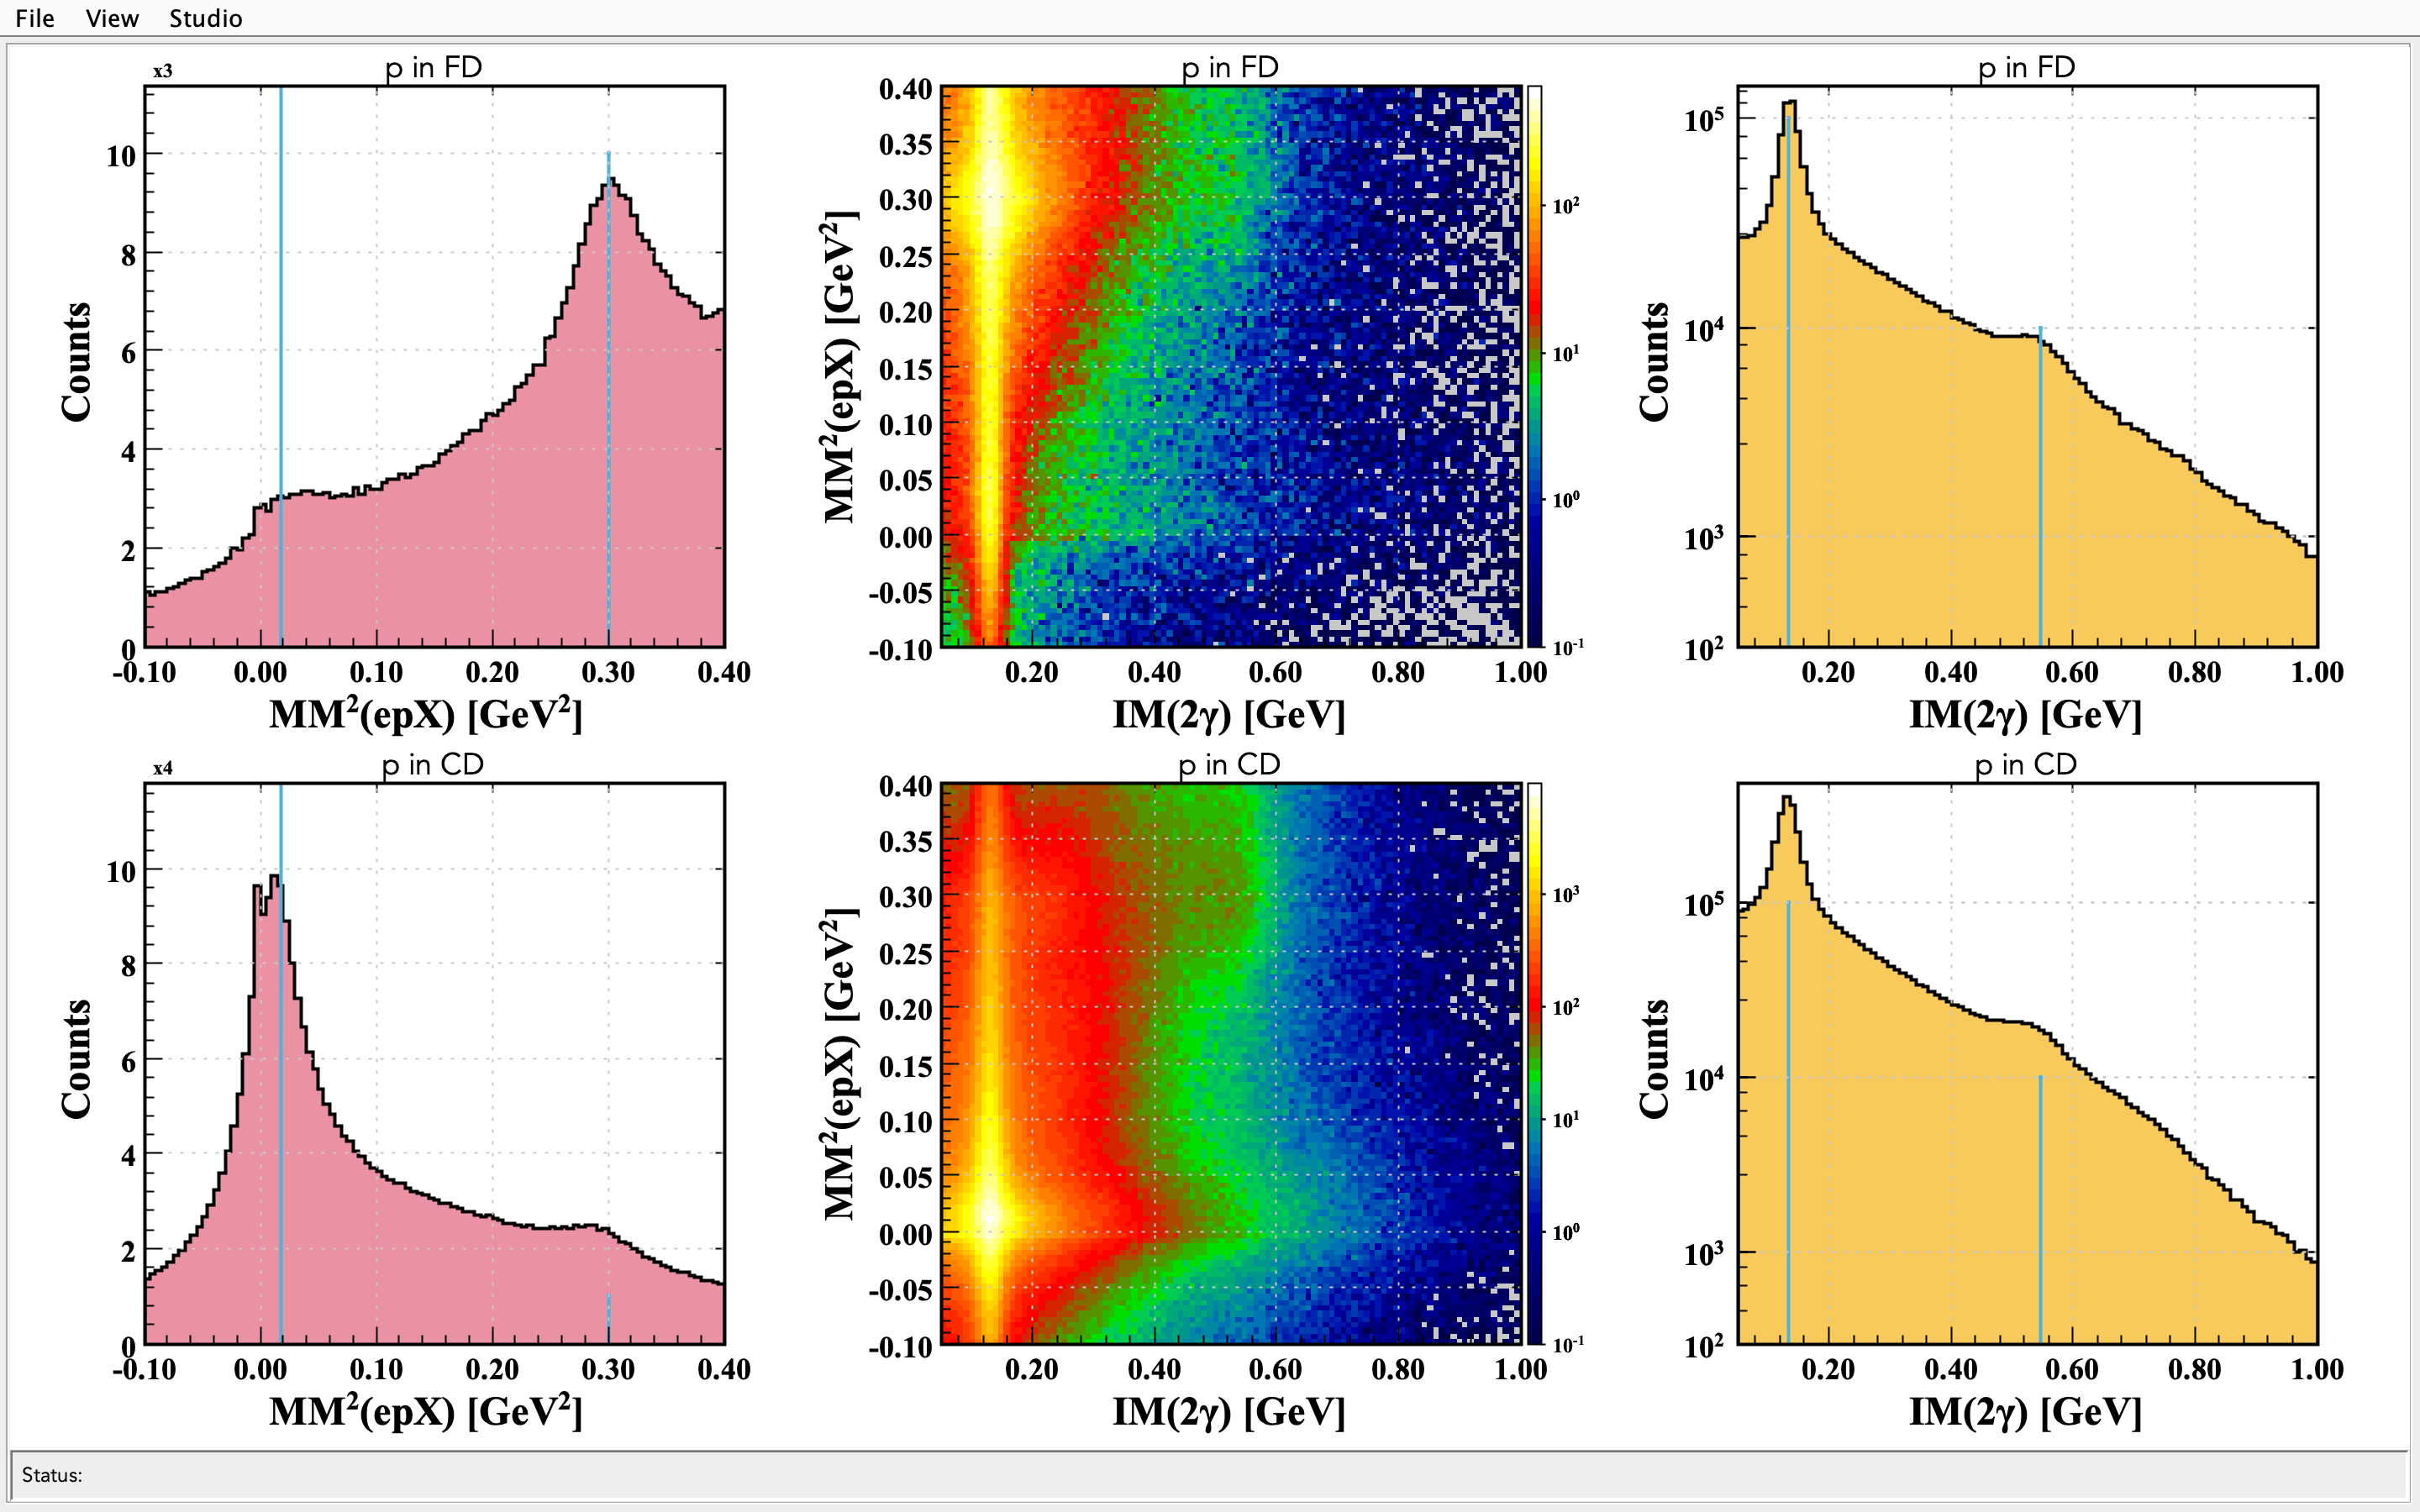 File View Studio
x3
p in FD
10
8
6
4
2
0
Counts
-0.10 0.00 0.10 0.20 0.30 0.40
MM²(epX) [GeV²]
p in FD
0.40
0.35
0.30
0.25
0.20
0.15
0.10
0.05
0.00
-0.05
-0.10
MM²(epX) [GeV²]
10²
10¹
10⁰
10⁻¹
0.20 0.40 0.60 0.80 1.00
IM(2γ) [GeV]
p in FD
10⁵
10⁴
10³
10²
Counts
0.20 0.40 0.60 0.80 1.00
IM(2γ) [GeV]
x4
p in CD
10
8
6
4
2
0
Counts
-0.10 0.00 0.10 0.20 0.30 0.40
MM²(epX) [GeV²]
p in CD
0.40
0.35
0.30
0.25
0.20
0.15
0.10
0.05
0.00
-0.05
-0.10
MM²(epX) [GeV²]
10³
10²
10¹
10⁰
10⁻¹
0.20 0.40 0.60 0.80 1.00
IM(2γ) [GeV]
p in CD
10⁵
10⁴
10³
10²
Counts
0.20 0.40 0.60 0.80 1.00
IM(2γ) [GeV]
Status: